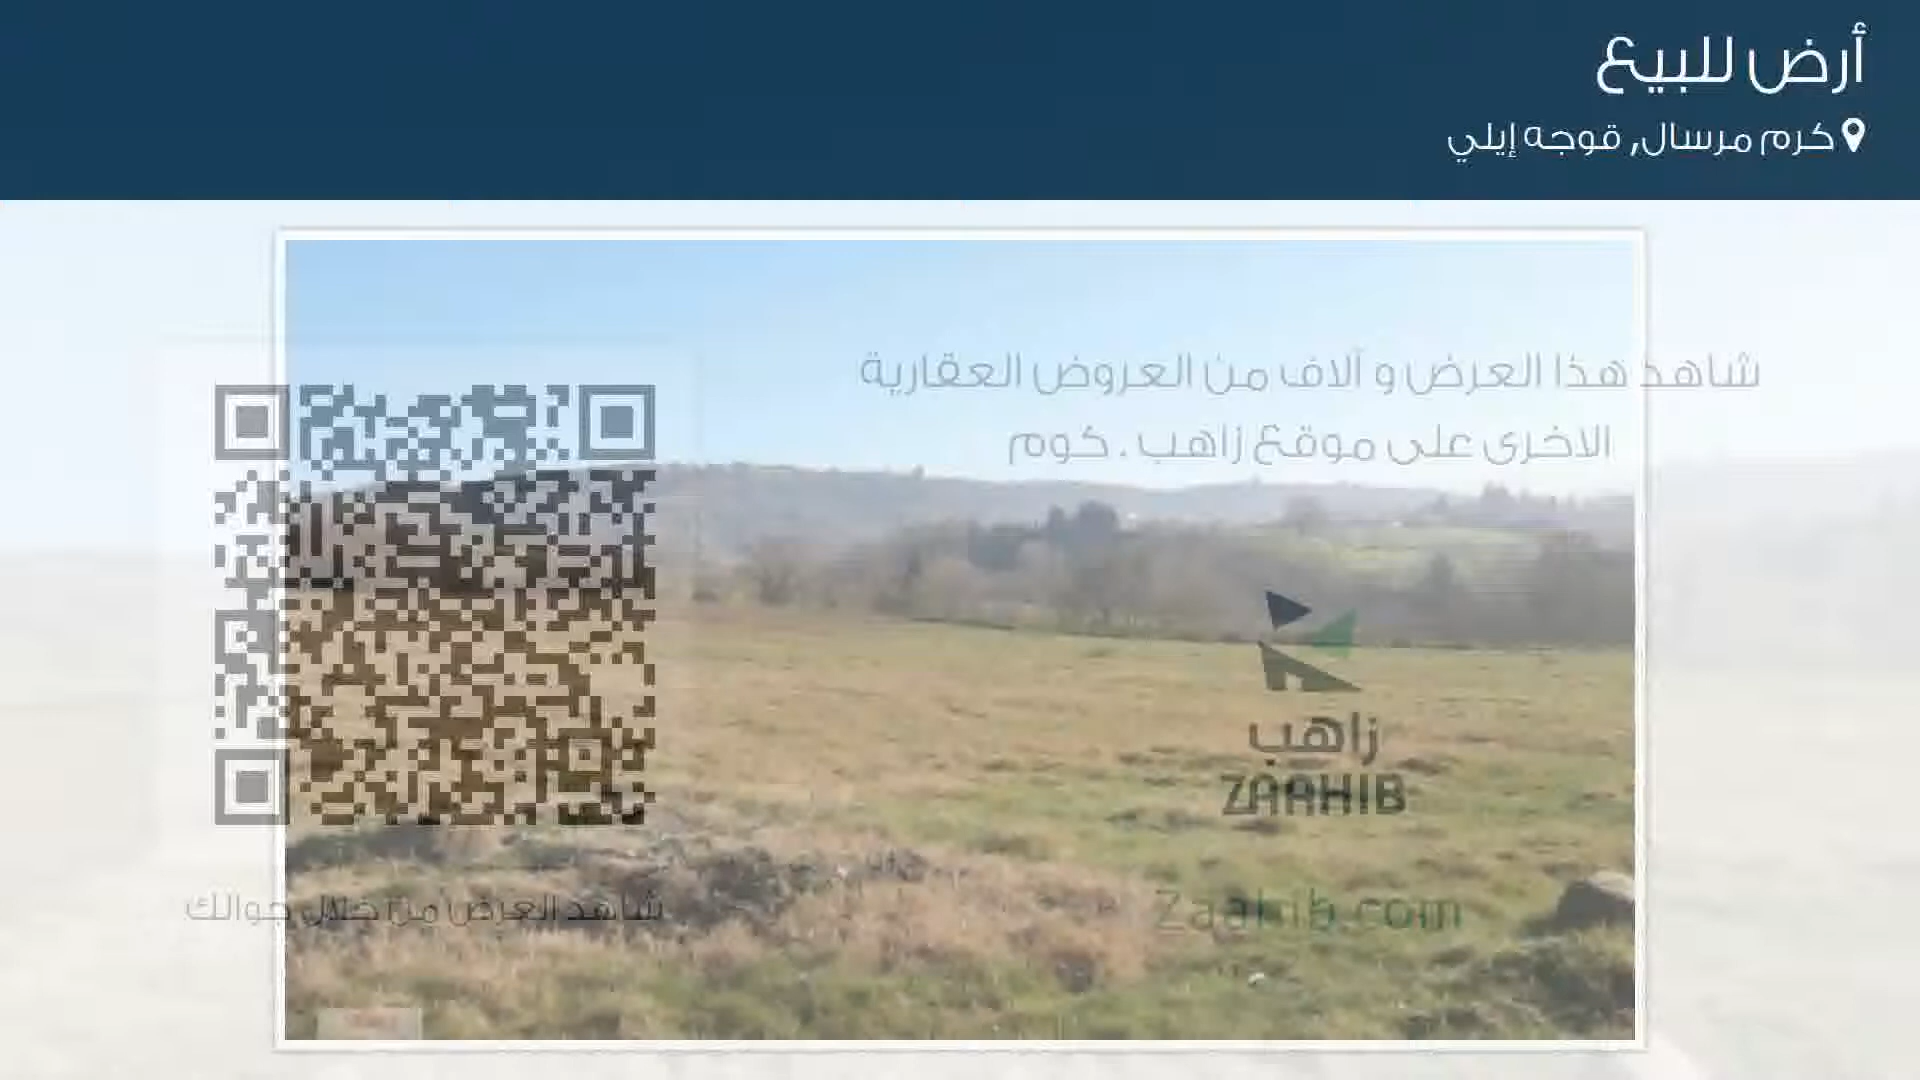 أرض للبيع
كرم مرسال, قوجه إيلي
شاهد هذا العرض و آلاف من العروض العقارية
الاخرى على موقع زاهب . كوم
زاهب
ZAAHIB
Zaahib.com
شاهد العرض من خلال جوالك